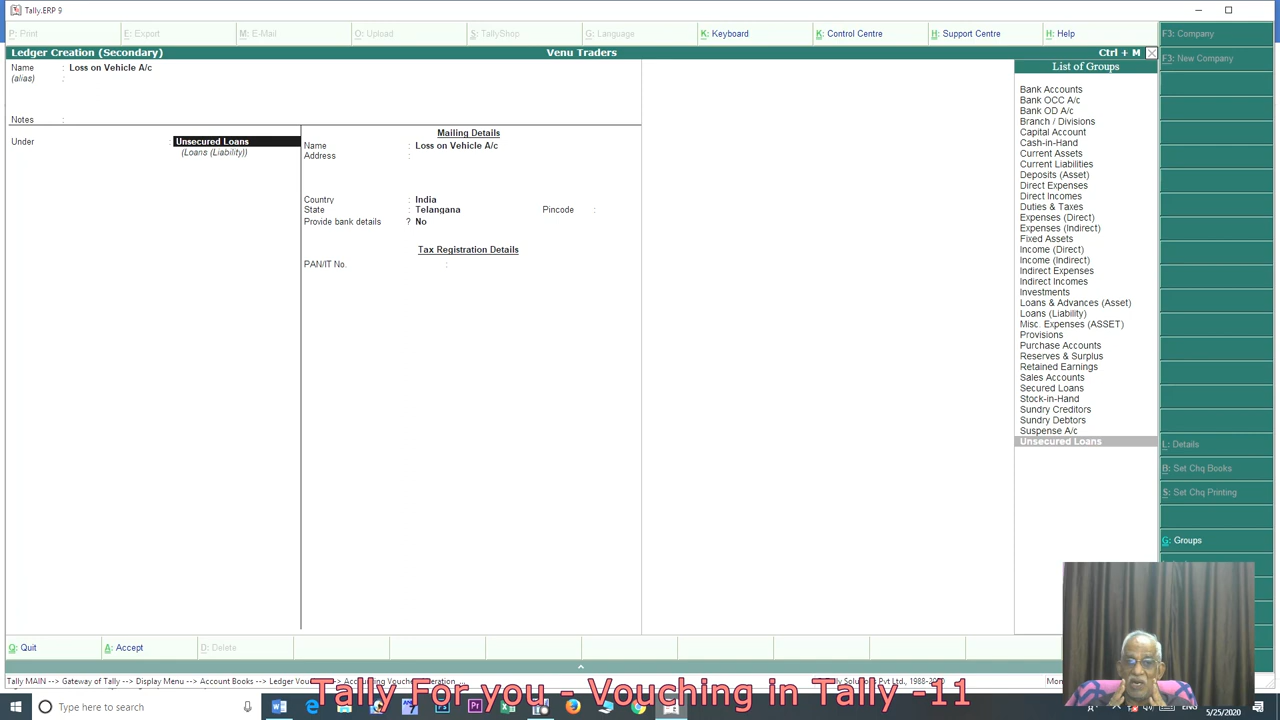 Tally.ERP 9
P: Print
E: Export
M: E-Mail
O: Upload
S: TallyShop
G: Language
K: Keyboard
K: Control Centre
H: Support Centre
H: Help
F3: Company
Ledger Creation (Secondary)
Venu Traders
Ctrl + M
F3: New Company
Name : Loss on Vehicle A/c
(alias) :
Notes :
Under : Unsecured Loans
(Loans (Liability))
Mailing Details
Name : Loss on Vehicle A/c
Address :
Country : India
State : Telangana
Pincode :
Provide bank details ? No
Tax Registration Details
PAN/IT No. :
List of Groups
Bank Accounts
Bank OCC A/c
Bank OD A/c
Branch / Divisions
Capital Account
Cash-in-Hand
Current Assets
Current Liabilities
Deposits (Asset)
Direct Expenses
Direct Incomes
Duties & Taxes
Expenses (Direct)
Expenses (Indirect)
Fixed Assets
Income (Direct)
Income (Indirect)
Indirect Expenses
Indirect Incomes
Investments
Loans & Advances (Asset)
Loans (Liability)
Misc. Expenses (ASSET)
Provisions
Purchase Accounts
Reserves & Surplus
Retained Earnings
Sales Accounts
Secured Loans
Stock-in-Hand
Sundry Creditors
Sundry Debtors
Suspense A/c
Unsecured Loans
L: Details
B: Set Chq Books
S: Set Chq Printing
G: Groups
Q: Quit
A: Accept
D: Delete
Tally MAIN --> Gateway of Tally --> Display Menu --> Account Books --> Ledger
Pvt Ltd.,
Tally For you - Vouching in Tally -11
Type here to search
5/25/2020